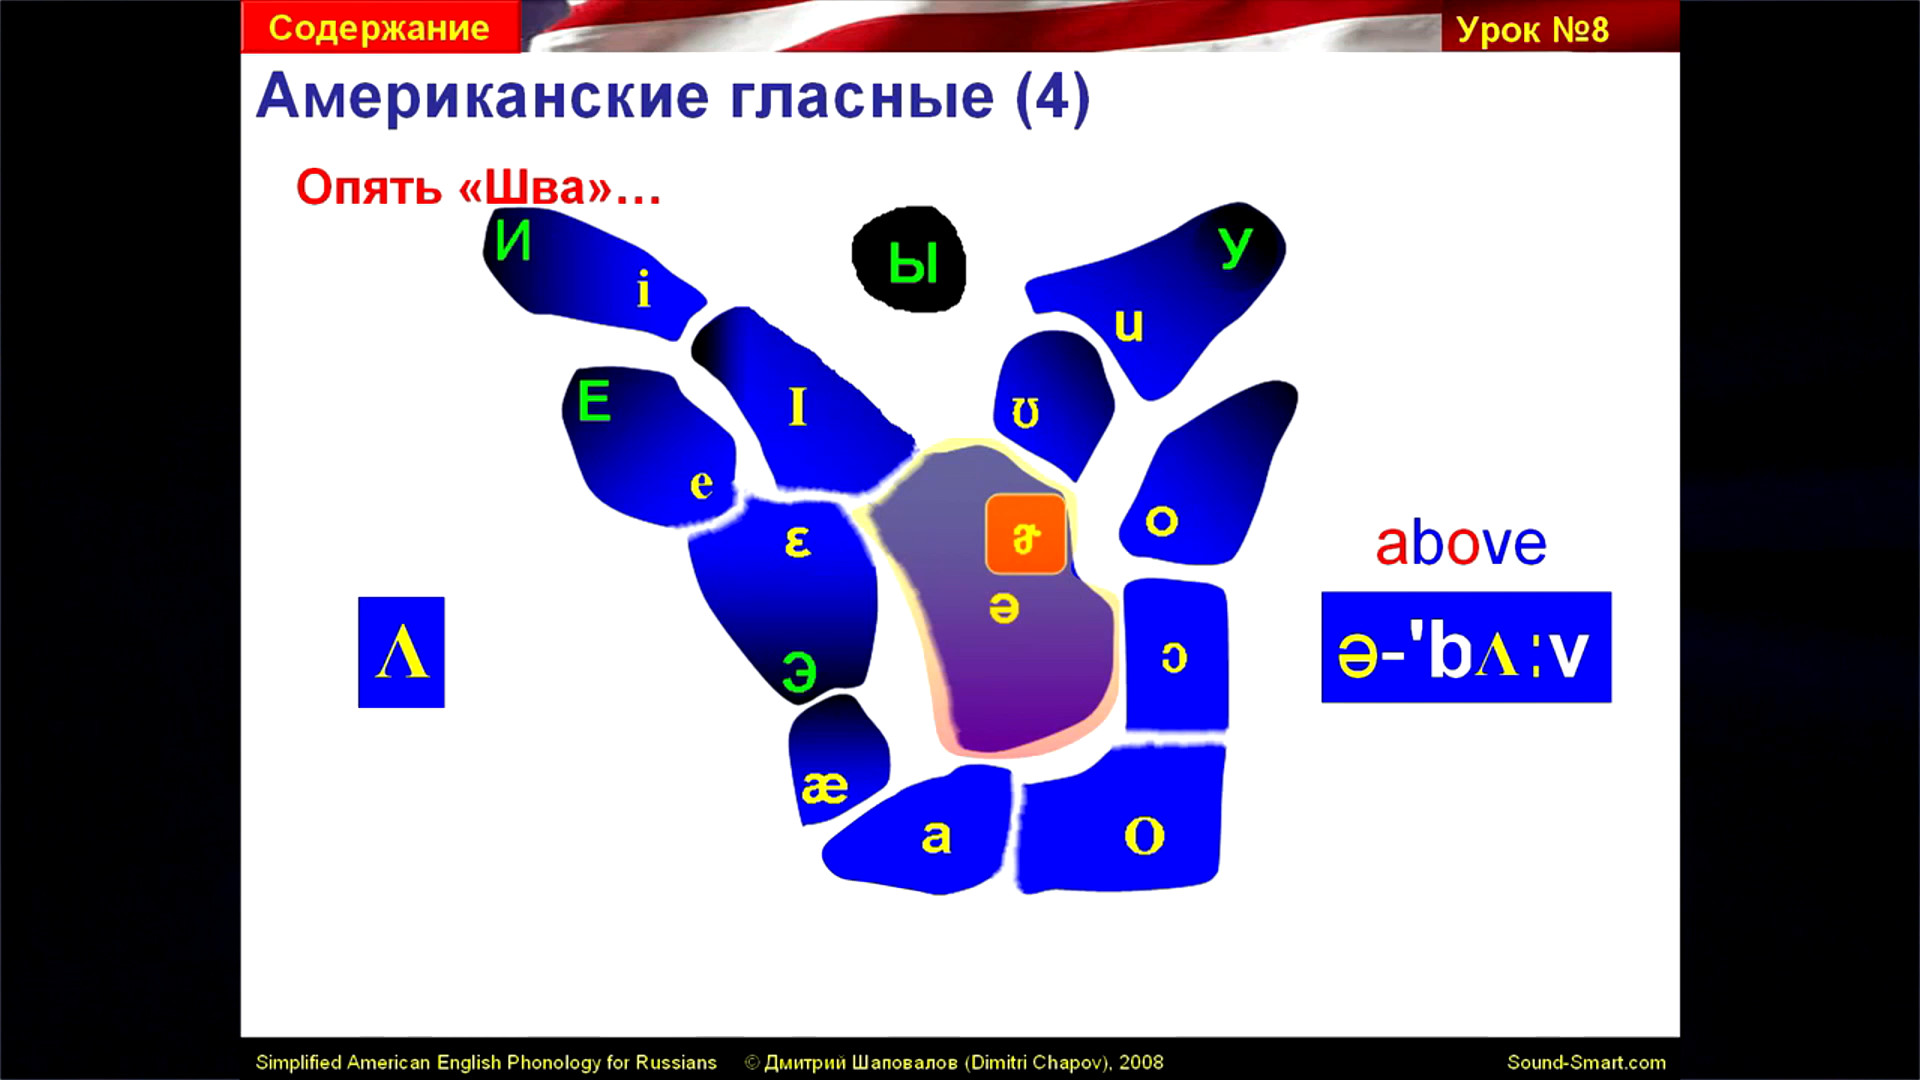 Содержание
Урок №8
Американские гласные (4)
Опять «Шва»…
И
i
Ы
У
u
E
e
I
ʊ
o
ɛ
Э
ɚ
ə
ɔ
æ
a
O
Λ
above
ə-'bΛ:v
Simplified American English Phonology for Russians © Дмитрий Шаповалов (Dimitri Chapov), 2008 Sound-Smart.com